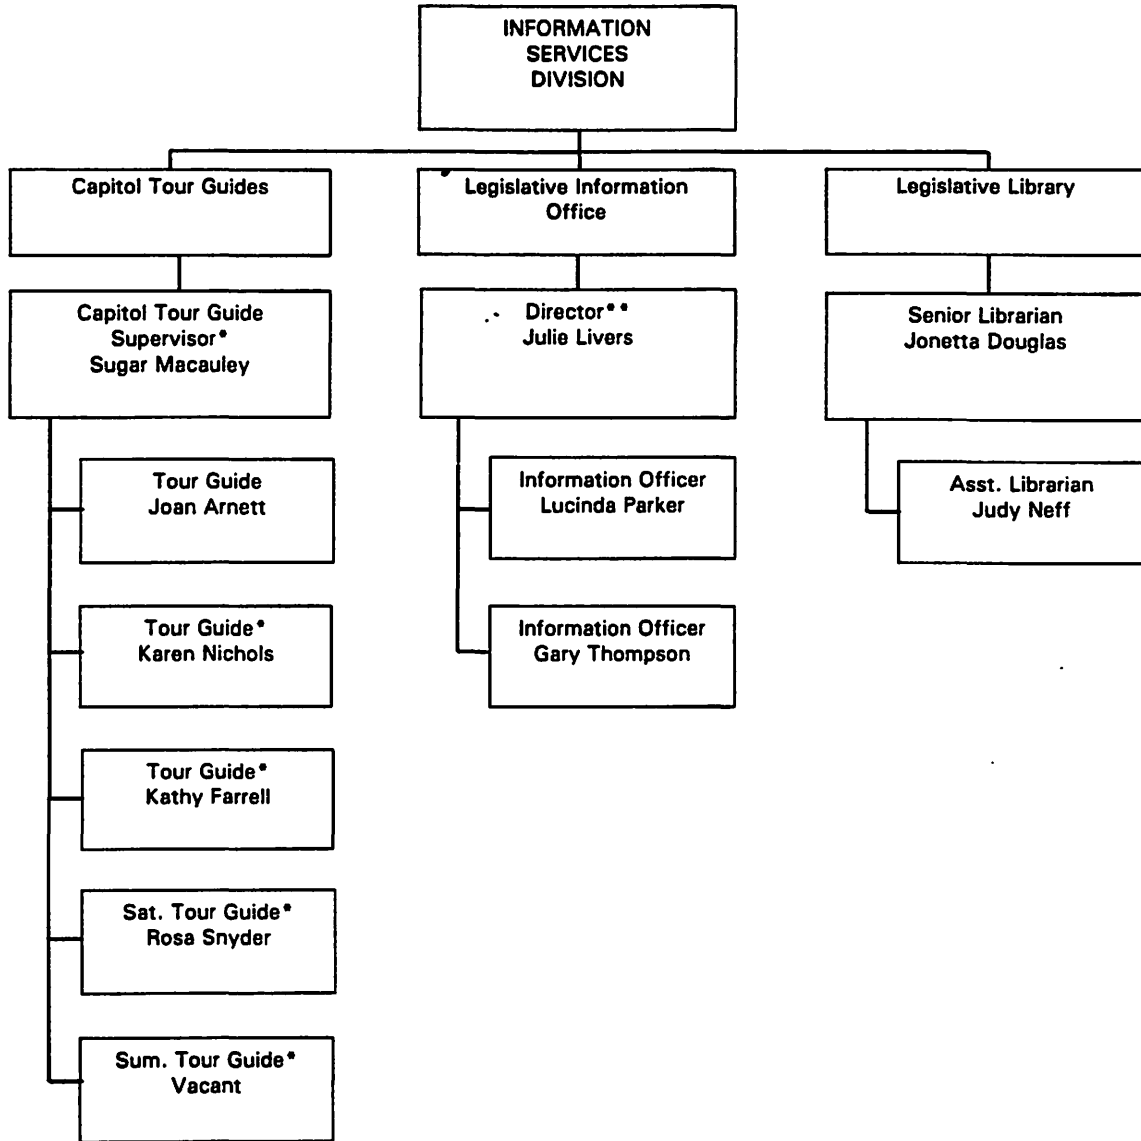 INFORMATION
SERVICES
DIVISION
Capitol Tour Guides
Legislative Information
Office
Legislative Library
Capitol Tour Guide
Supervisor*
Sugar Macauley
Director**
Julie Livers
Senior Librarian
Jonetta Douglas
Tour Guide
Joan Arnett
Information Officer
Lucinda Parker
Asst. Librarian
Judy Neff
Tour Guide*
Karen Nichols
Information Officer
Gary Thompson
Tour Guide*
Kathy Farrell
Sat. Tour Guide*
Rosa Snyder
Sum. Tour Guide*
Vacant